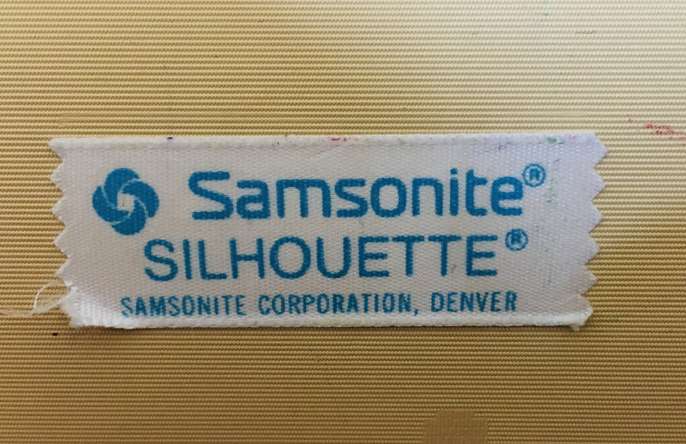 Samsonite®
SILHOUETTE®
SAMSONITE CORPORATION, DENVER